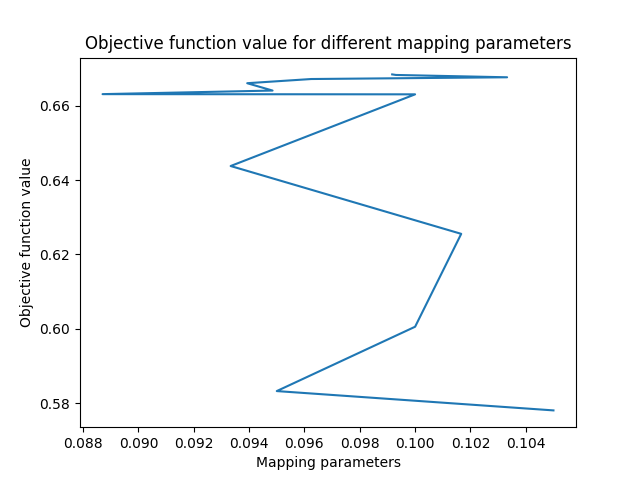 Objective function value for different mapping parameters
Objective function value
0.66
0.64
0.62
0.60
0.58
0.088 0.090 0.092 0.094 0.096 0.098 0.100 0.102 0.104
Mapping parameters